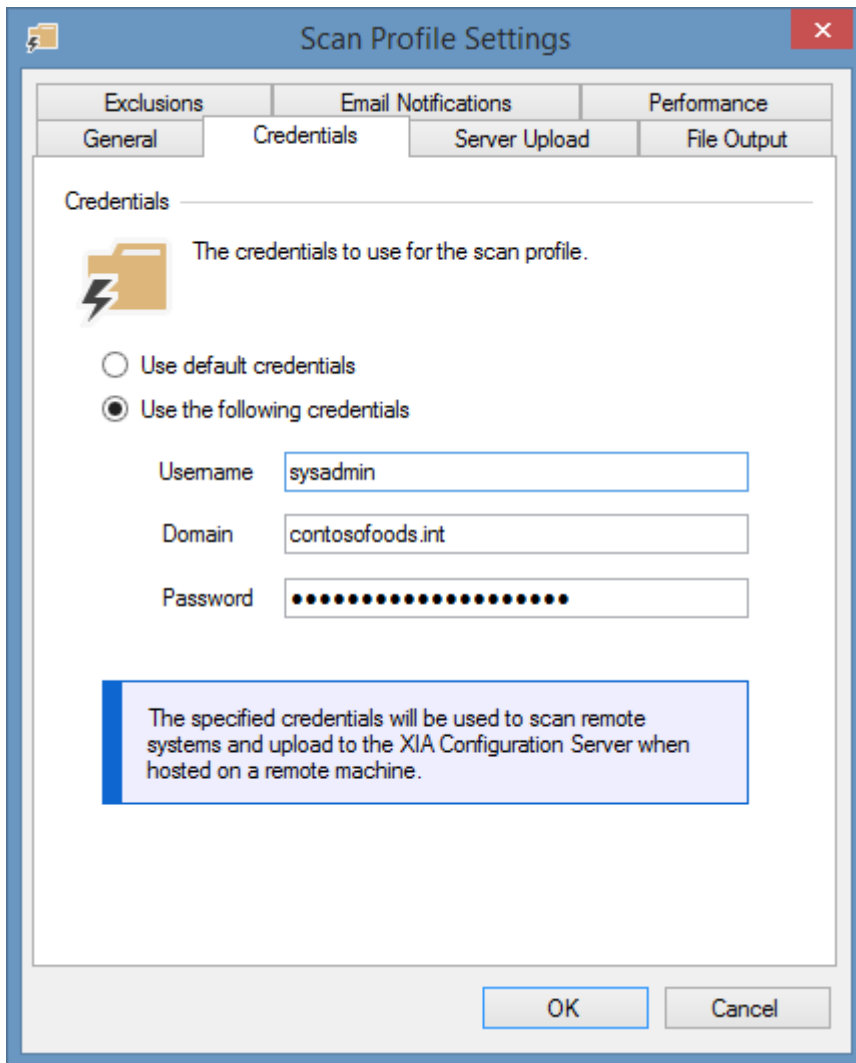 Scan Profile Settings
Exclusions
Email Notifications
Performance
General
Credentials
Server Upload
File Output
Credentials
The credentials to use for the scan profile.
Use default credentials
Use the following credentials
Username
sysadmin
Domain
contosofoods.int
Password
●●●●●●●●●●●●●●●●●●●●
The specified credentials will be used to scan remote
systems and upload to the XIA Configuration Server when
hosted on a remote machine.
OK
Cancel